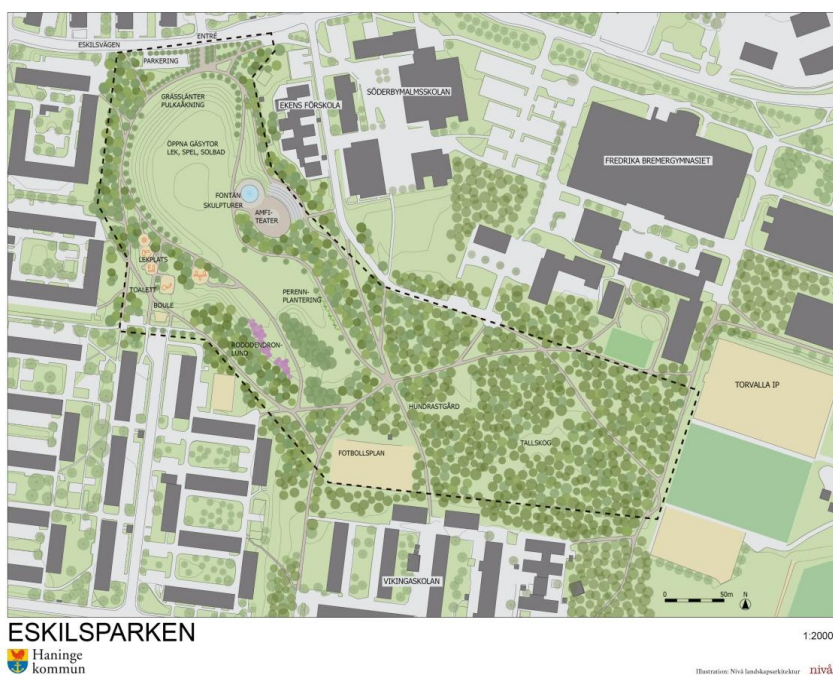 ENTRÉ
ESKILSVÄGEN
PARKERING
GRÄSSLÄNTER
PULKAÅKNING
EKENS FÖRSKOLA
SÖDERBYMALMSSKOLAN
ÖPPNA GÄSYTOR
LEK, SPEL, SOLBAD
FREDRIKA BREMERGYMNASIET
FONTÄN
SKULPTURER
AMFI-
TEATER
LEKPLATS
TOALETT
BOULE
PERENN-
PLANTERING
RODODENDRON-
LUND
TORVALLA IP
HUNDRASTGÅRD
TALLSKOG
FOTBOLLSPLAN
VIKINGASKOLAN
0 50m N
ESKILSPARKEN
1:2000
Haninge
kommun
Illustration: Nivå landskapsarkitektur nivå